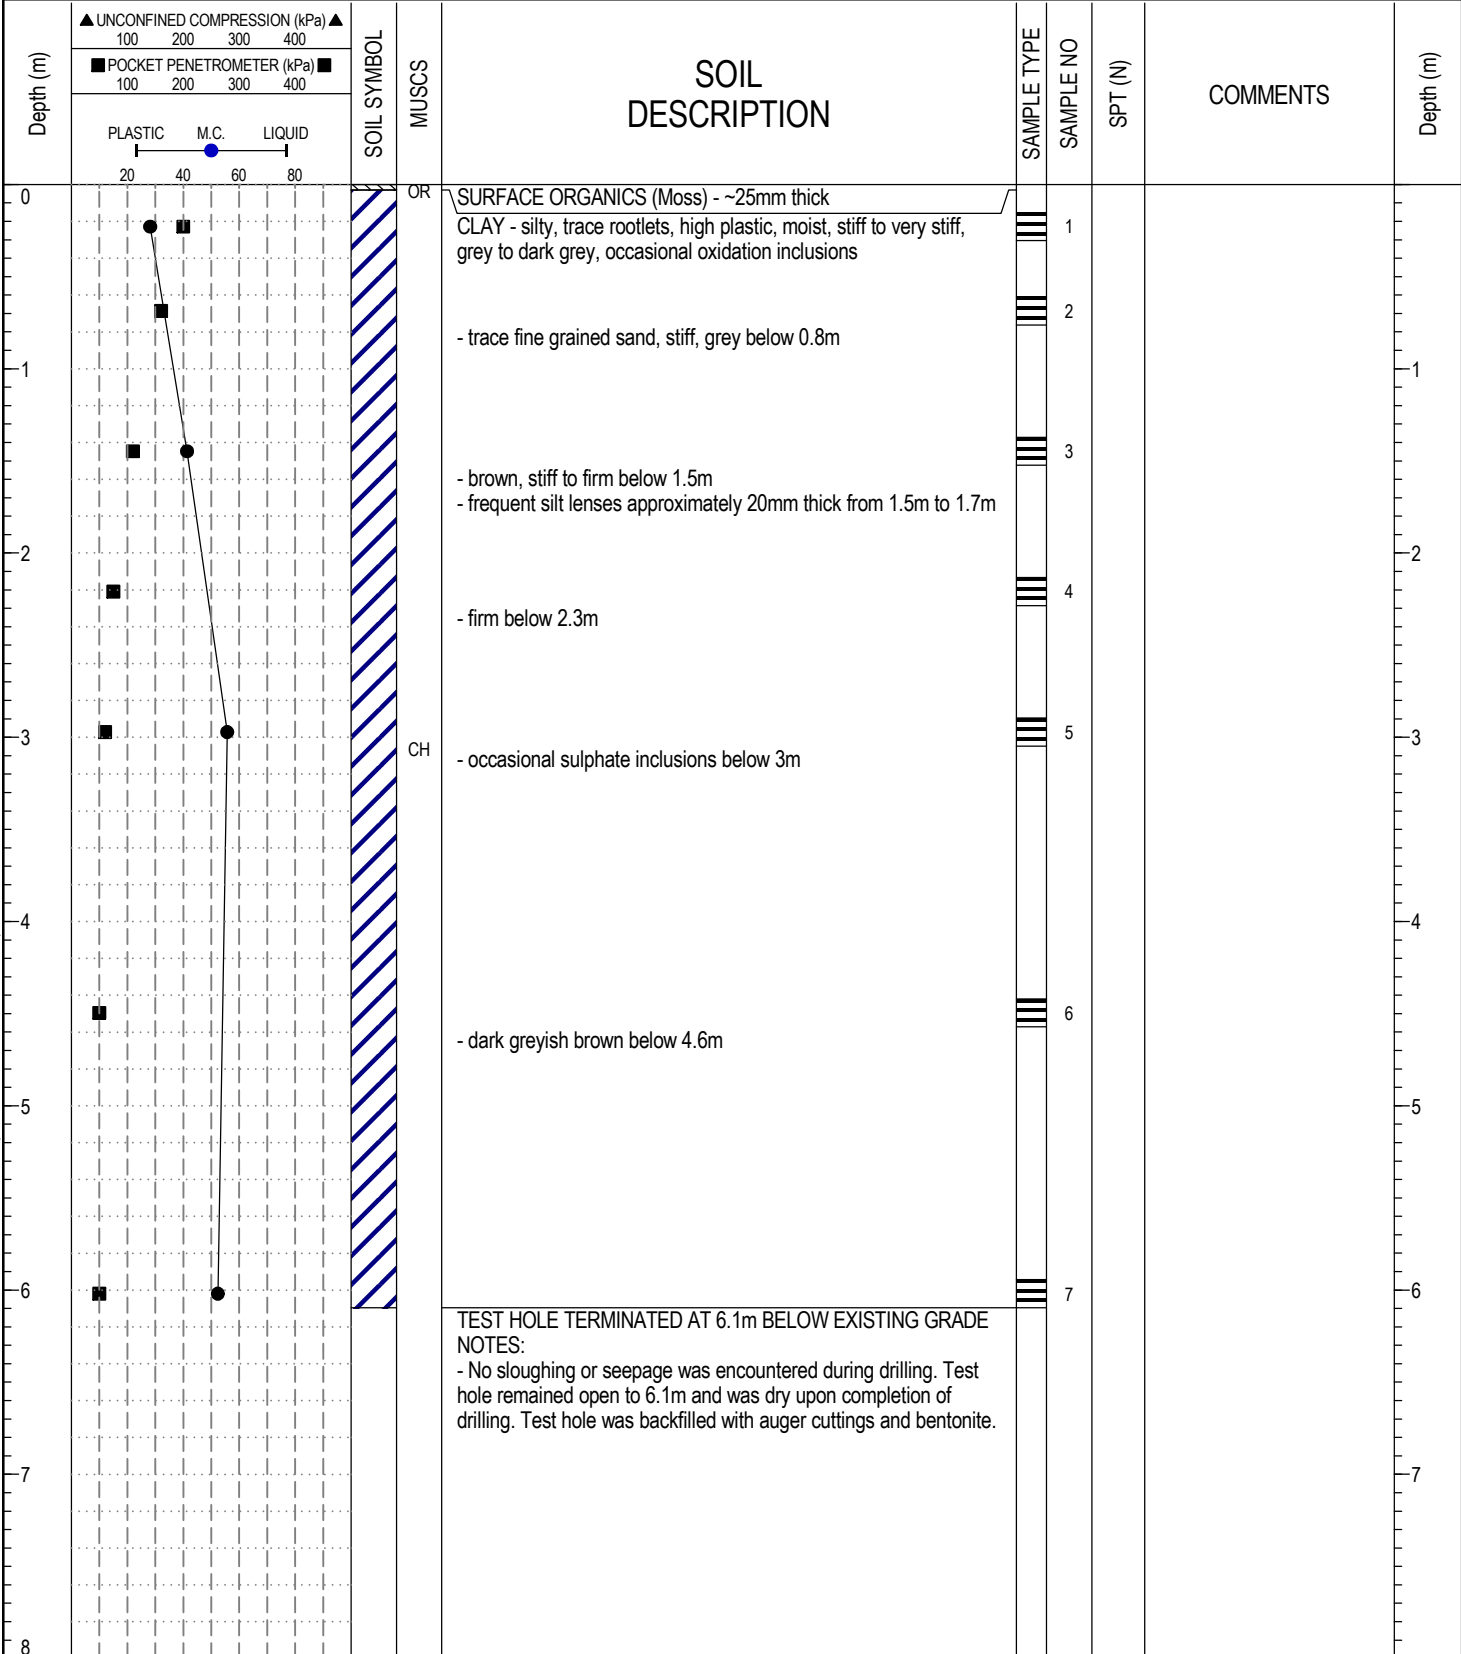 ▲ UNCONFINED COMPRESSION (kPa) ▲
100 200 300 400
■ POCKET PENETROMETER (kPa) ■
100 200 300 400
PLASTIC M.C. LIQUID
20 40 60 80
Depth (m)
SOIL SYMBOL
MUSCS
SOIL
DESCRIPTION
SAMPLE TYPE
SAMPLE NO
SPT (N)
COMMENTS
Depth (m)
0
OR
SURFACE ORGANICS (Moss) - ~25mm thick
CLAY - silty, trace rootlets, high plastic, moist, stiff to very stiff,
1
grey to dark grey, occasional oxidation inclusions
2
- trace fine grained sand, stiff, grey below 0.8m
1 1
3
- brown, stiff to firm below 1.5m
- frequent silt lenses approximately 20mm thick from 1.5m to 1.7m
2 2
4
- firm below 2.3m
5
3 3
CH
- occasional sulphate inclusions below 3m
4 4
6
- dark greyish brown below 4.6m
5 5
6 7 6
TEST HOLE TERMINATED AT 6.1m BELOW EXISTING GRADE
NOTES:
- No sloughing or seepage was encountered during drilling. Test
hole remained open to 6.1m and was dry upon completion of
drilling. Test hole was backfilled with auger cuttings and bentonite.
7 7
8